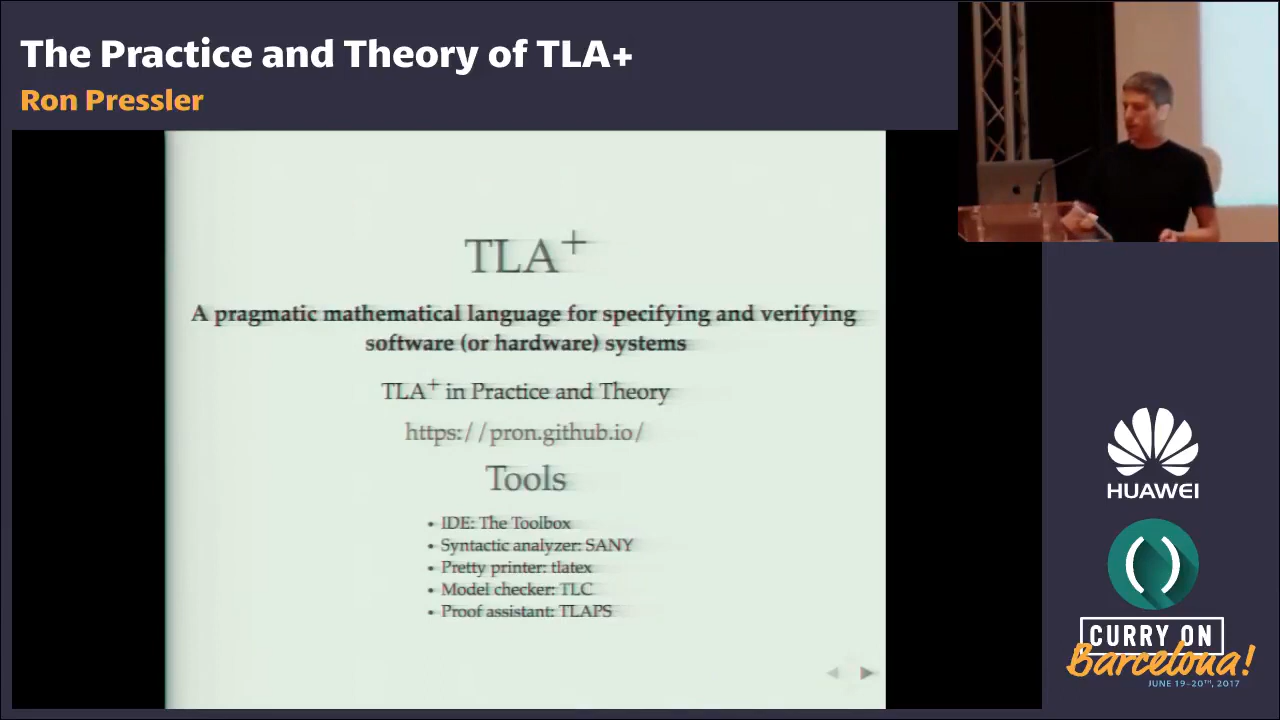 The Practice and Theory of TLA+
Ron Pressler
TLA+
A pragmatic mathematical language for specifying and verifying
software (or hardware) systems
TLA+ in Practice and Theory
https://pron.github.io/
Tools
• IDE: The Toolbox
• Syntactic analyzer: SANY
• Pretty printer: tlatex
• Model checker: TLC
• Proof assistant: TLAPS
HUAWEI
()
CURRY ON
Barcelona!
JUNE 19-20TH, 2017